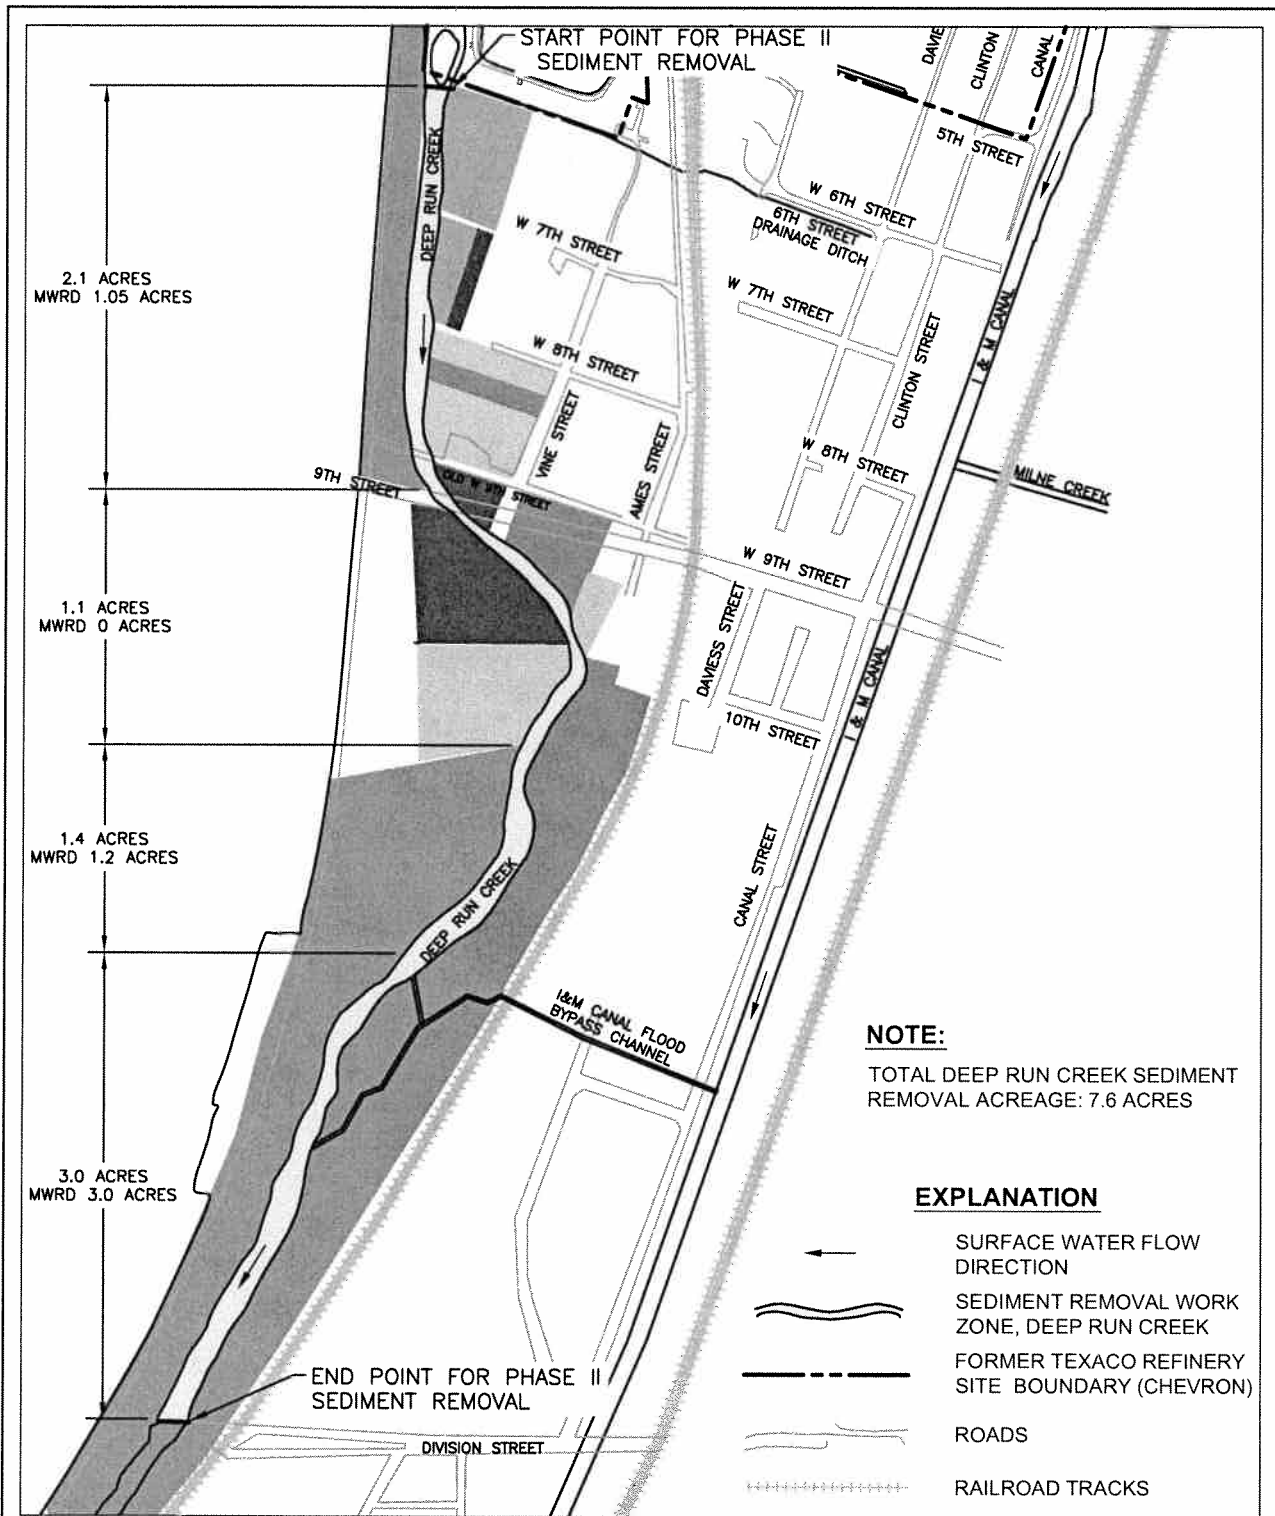 START POINT FOR PHASE II
SEDIMENT REMOVAL
DAVIE
CLINTON
CANAL
5TH STREET
DEEP RUN CREEK
W 6TH STREET
6TH STREET
DRAINAGE DITCH
W 7TH STREET
W 7TH STREET
2.1 ACRES
MWRD 1.05 ACRES
I & M CANAL
W 8TH STREET
CLINTON STREET
VINE STREET
AMES STREET
W 8TH STREET
9TH STREET
OLD W 9TH STREET
MILNE CREEK
W 9TH STREET
1.1 ACRES
MWRD 0 ACRES
DAVIESS STREET
I & M CANAL
10TH STREET
1.4 ACRES
MWRD 1.2 ACRES
DEEP RUN CREEK
CANAL STREET
I&M CANAL FLOOD
BYPASS CHANNEL
NOTE:
TOTAL DEEP RUN CREEK SEDIMENT
REMOVAL ACREAGE: 7.6 ACRES
3.0 ACRES
MWRD 3.0 ACRES
EXPLANATION
SURFACE WATER FLOW
DIRECTION
SEDIMENT REMOVAL WORK
ZONE, DEEP RUN CREEK
FORMER TEXACO REFINERY
SITE BOUNDARY (CHEVRON)
ROADS
RAILROAD TRACKS
END POINT FOR PHASE II
SEDIMENT REMOVAL
DIVISION STREET